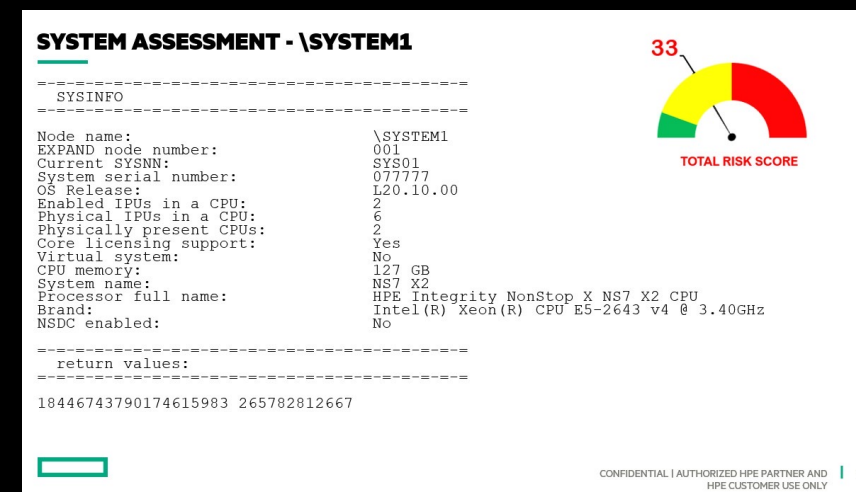 SYSTEM ASSESSMENT - \SYSTEM1
33
TOTAL RISK SCORE
=-=-=-=-=-=-=-=-=-=-=-=-=-=-=-=-=-=-=-=-=-=-=
SYSINFO
=-=-=-=-=-=-=-=-=-=-=-=-=-=-=-=-=-=-=-=-=-=-=
Node name: \SYSTEM1
EXPAND node number: 001
Current SYSNN: SYS01
System serial number: 077777
OS Release: L20.10.00
Enabled IPUs in a CPU: 2
Physical IPUs in a CPU: 6
Physically present CPUs: 2
Core licensing support: Yes
Virtual system: No
CPU memory: 127 GB
System name: NS7 X2
Processor full name: HPE Integrity NonStop X NS7 X2 CPU
Brand: Intel(R) Xeon(R) CPU E5-2643 v4 @ 3.40GHz
NSDC enabled: No
=-=-=-=-=-=-=-=-=-=-=-=-=-=-=-=-=-=-=-=-=-=-=
return values:
=-=-=-=-=-=-=-=-=-=-=-=-=-=-=-=-=-=-=-=-=-=-=
18446743790174615983 265782812667
CONFIDENTIAL | AUTHORIZED HPE PARTNER AND
HPE CUSTOMER USE ONLY